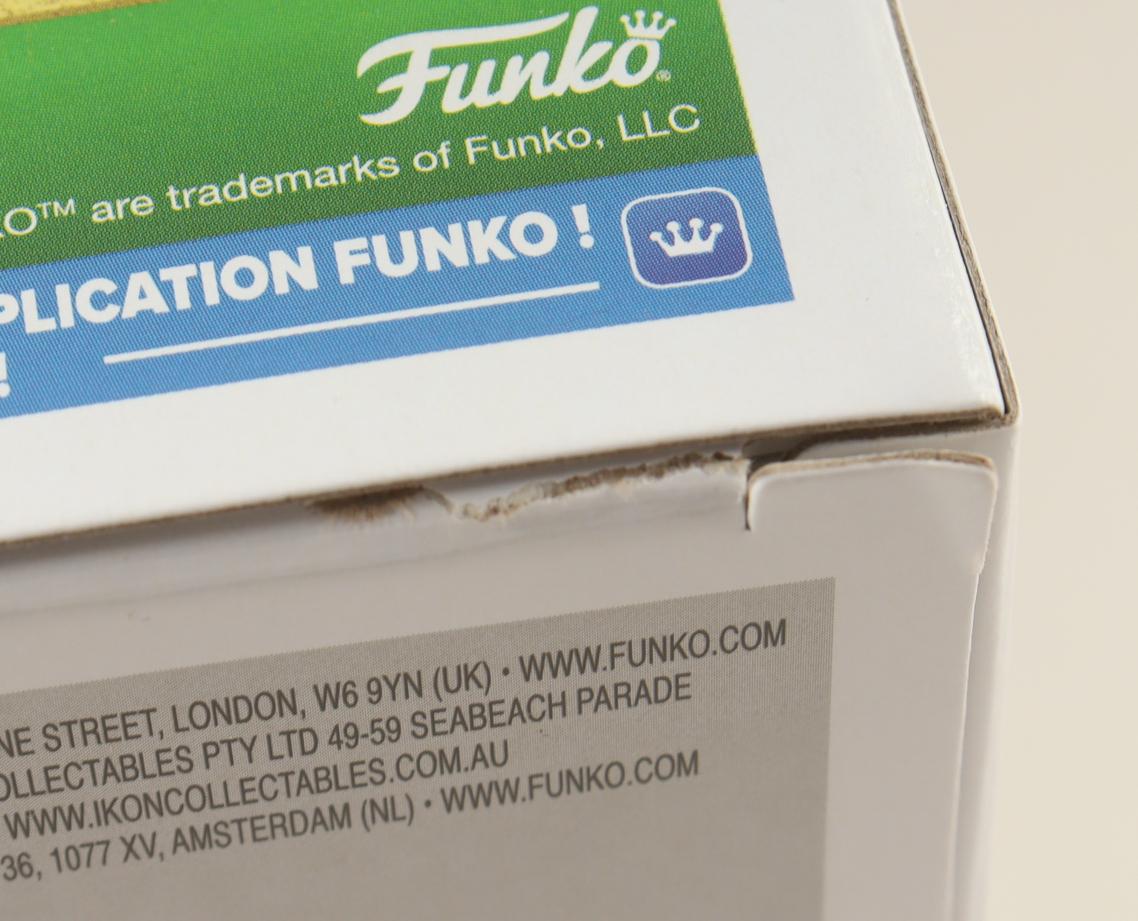 Funko®
KO™ are trademarks of Funko, LLC
PLICATION FUNKO !
!
NE STREET, LONDON, W6 9YN (UK) • WWW.FUNKO.COM
OLLECTABLES PTY LTD 49-59 SEABEACH PARADE
WWW.IKONCOLLECTABLES.COM.AU
36, 1077 XV, AMSTERDAM (NL) • WWW.FUNKO.COM